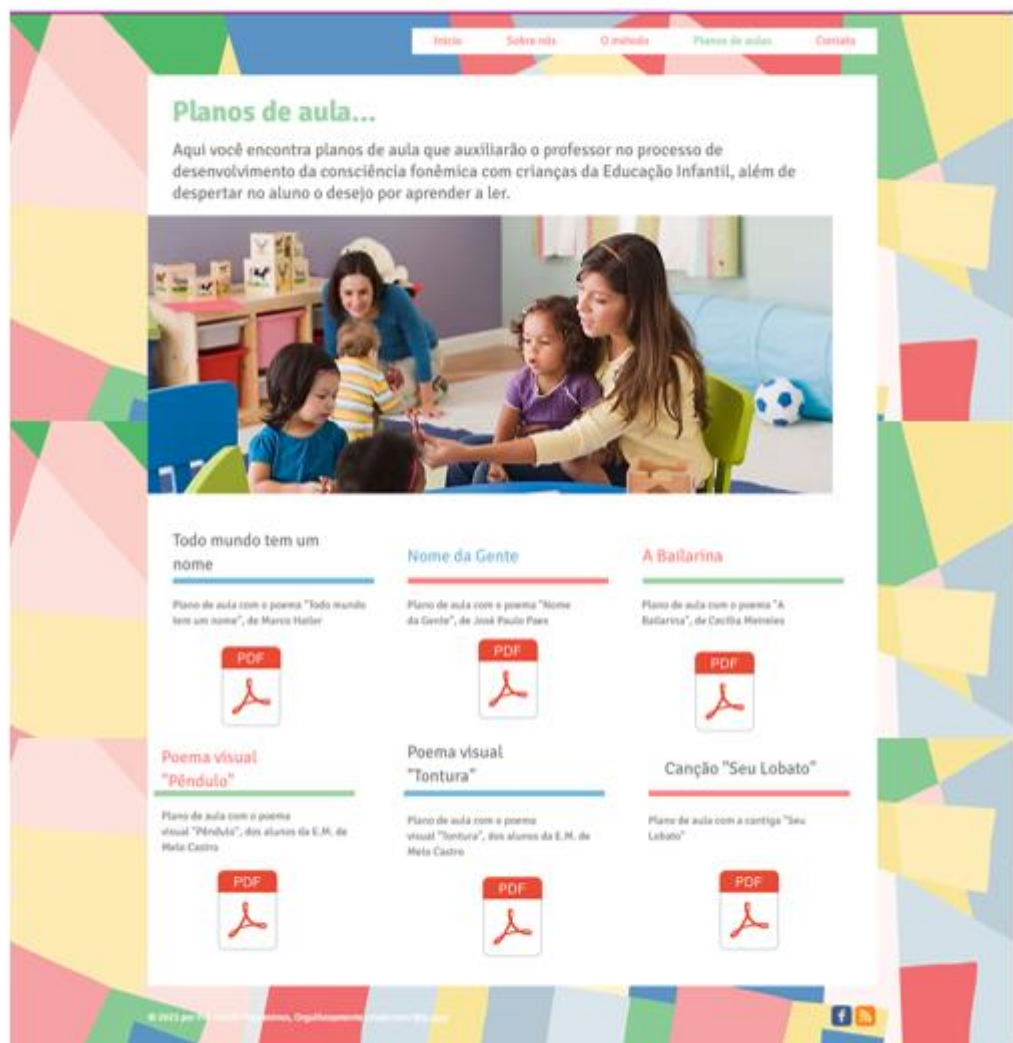 Início Sobre nós O método Planos de aulas Contato
Planos de aula...
Aqui você encontra planos de aula que auxiliarão o professor no processo de
desenvolvimento da consciência fonêmica com crianças da Educação Infantil, além de
despertar no aluno o desejo por aprender a ler.
Todo mundo tem um
nome
Plano de aula com o poema "Todo mundo
tem um nome", de Marco Hailer
PDF
Nome da Gente
Plano de aula com o poema "Nome
da Gente", de José Paulo Paes
PDF
A Bailarina
Plano de aula com o poema "A
Bailarina", de Cecília Meireles
PDF
Poema visual
"Pêndulo"
Plano de aula com o poema
visual "Pêndulo", dos alunos da E.M. de
Melo Castro
PDF
Poema visual
"Tontura"
Plano de aula com o poema
visual "Tontura", dos alunos da E.M. de
Melo Castro
PDF
Canção "Seu Lobato"
Plano de aula com a cantiga "Seu
Lobato"
PDF
© por Orgulhosamente